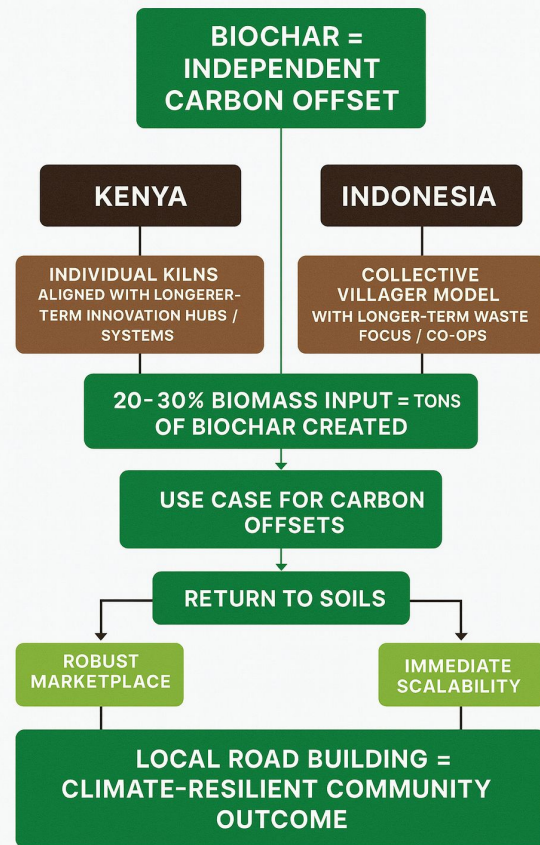 BIOCHAR =
INDEPENDENT
CARBON OFFSET
KENYA
INDONESIA
INDIVIDUAL KILNS
ALIGNED WITH LONGERER-
TERM INNOVATION HUBS /
SYSTEMS
COLLECTIVE
VILLAGER MODEL
WITH LONGER-TERM WASTE
FOCUS / CO-OPS
20-30% BIOMASS INPUT = TONS
OF BIOCHAR CREATED
USE CASE FOR CARBON
OFFSETS
RETURN TO SOILS
ROBUST
MARKETPLACE
IMMEDIATE
SCALABILITY
LOCAL ROAD BUILDING =
CLIMATE-RESILIENT COMMUNITY
OUTCOME